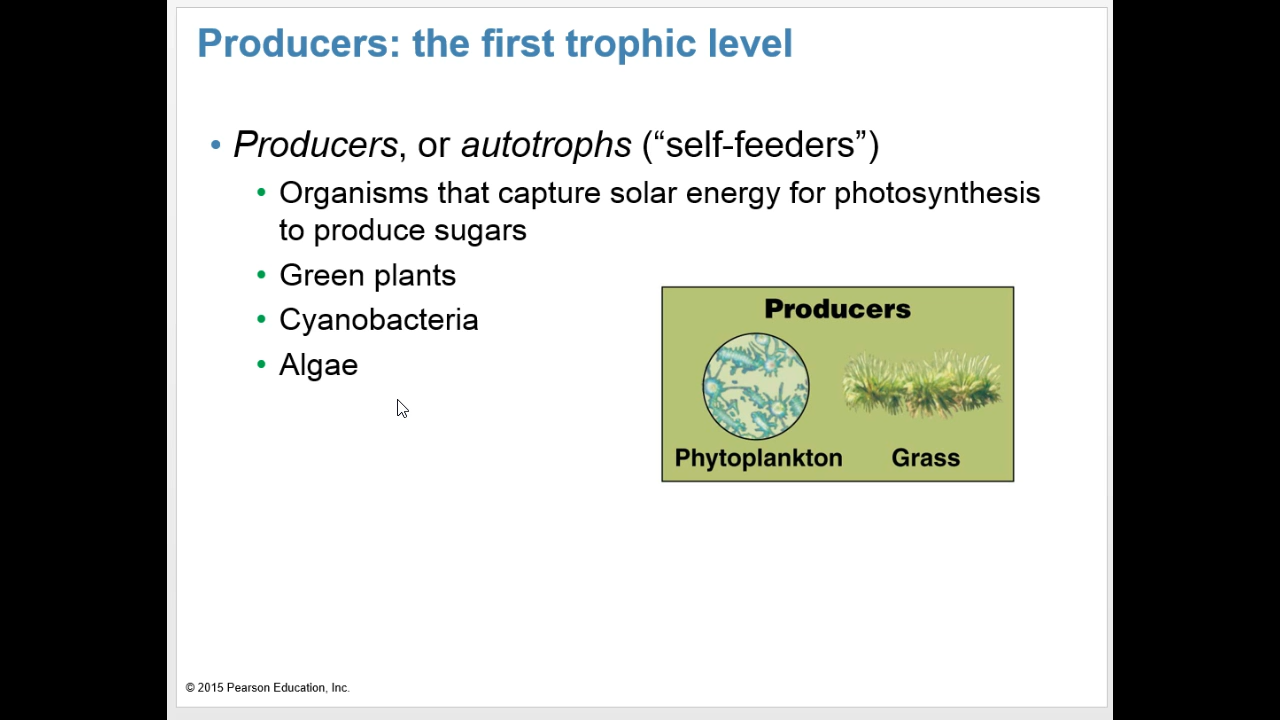 Producers: the first trophic level
• Producers, or autotrophs (“self-feeders”)
• Organisms that capture solar energy for photosynthesis
to produce sugars
• Green plants
• Cyanobacteria
• Algae
Producers
Phytoplankton
Grass
© 2015 Pearson Education, Inc.